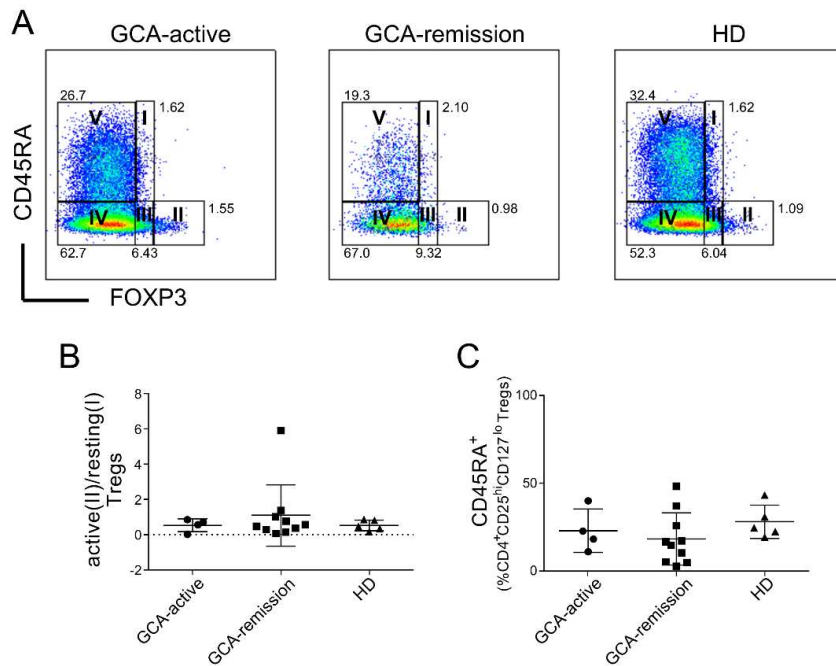 A
GCA-active
GCA-remission
HD
26.7
V
I
1.62
19.3
V
I
2.10
32.4
V
I
1.62
CD45RA
IV
III
II
1.55
IV
III
II
0.98
IV
III
II
1.09
62.7
6.43
67.0
9.32
52.3
6.04
FOXP3
B
active(II)/resting(I)
Tregs
8
6
4
2
0
-2
GCA-active
GCA-remission
HD
C
CD45RA+
(%CD4+CD25hiCD127lo Tregs)
100
50
0
GCA-active
GCA-remission
HD